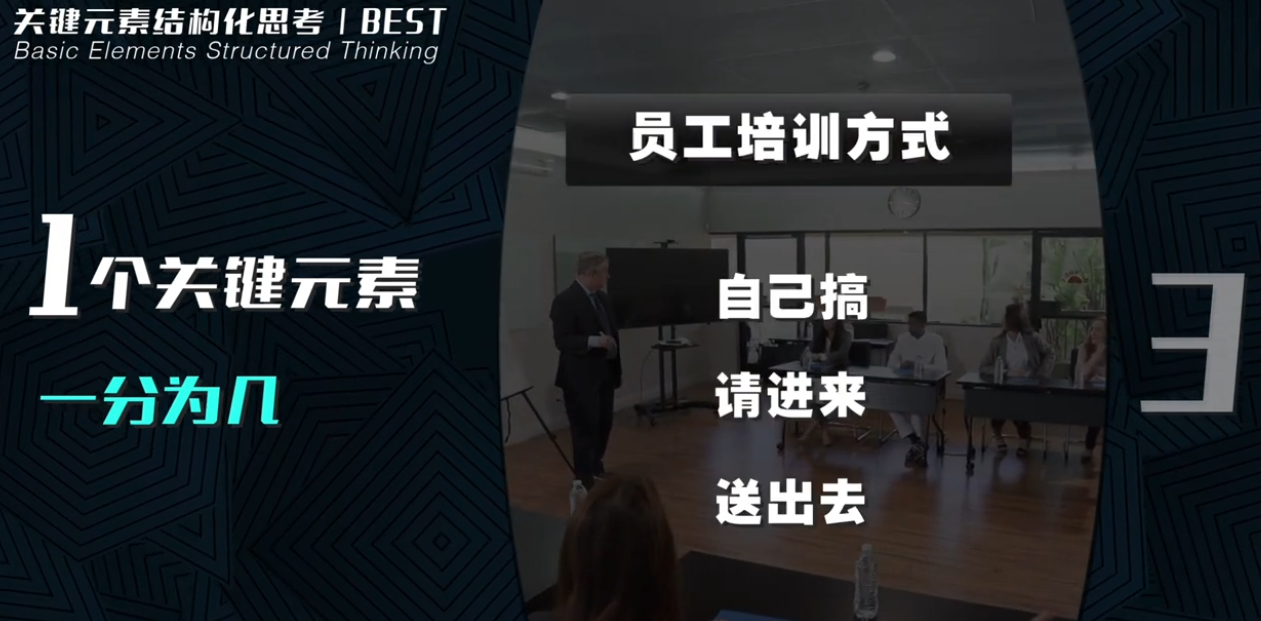 关键元素结构化思考 | BEST
Basic Elements Structured Thinking
1个关键元素
一分为几
员工培训方式
自己搞
请进来
送出去
3